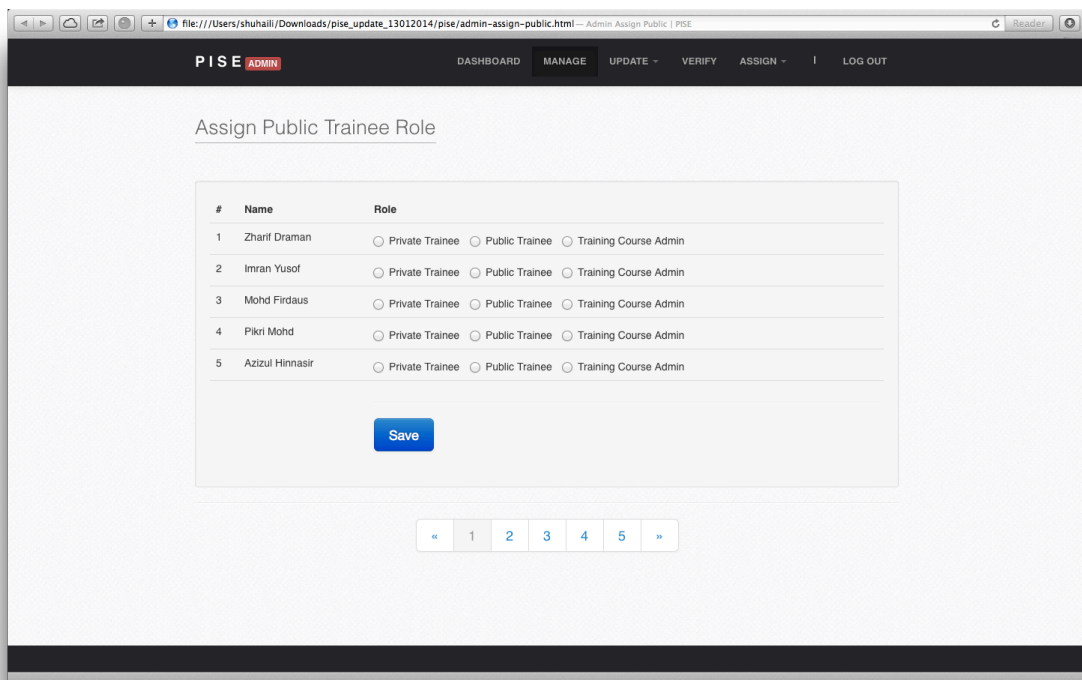 file:///Users/shuhaili/Downloads/pise_update_13012014/pise/admin-assign-public.html — Admin Assign Public | PISE Reader
PISE ADMIN DASHBOARD MANAGE UPDATE VERIFY ASSIGN | LOG OUT
Assign Public Trainee Role
# Name Role
1 Zharif Draman Private Trainee Public Trainee Training Course Admin
2 Imran Yusof Private Trainee Public Trainee Training Course Admin
3 Mohd Firdaus Private Trainee Public Trainee Training Course Admin
4 Pikri Mohd Private Trainee Public Trainee Training Course Admin
5 Azizul Hinnasir Private Trainee Public Trainee Training Course Admin
Save
« 1 2 3 4 5 »